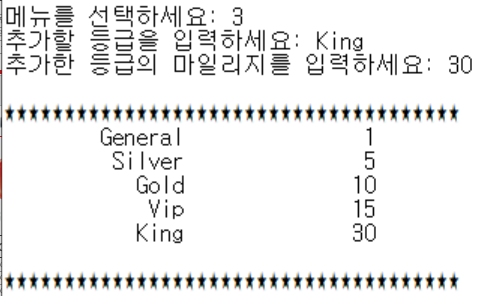 메뉴를 선택하세요: 3
추가할 등급을 입력하세요: King
추가한 등급의 마일리지를 입력하세요: 30
****************************************
General 1
Silver 5
Gold 10
Vip 15
King 30
****************************************